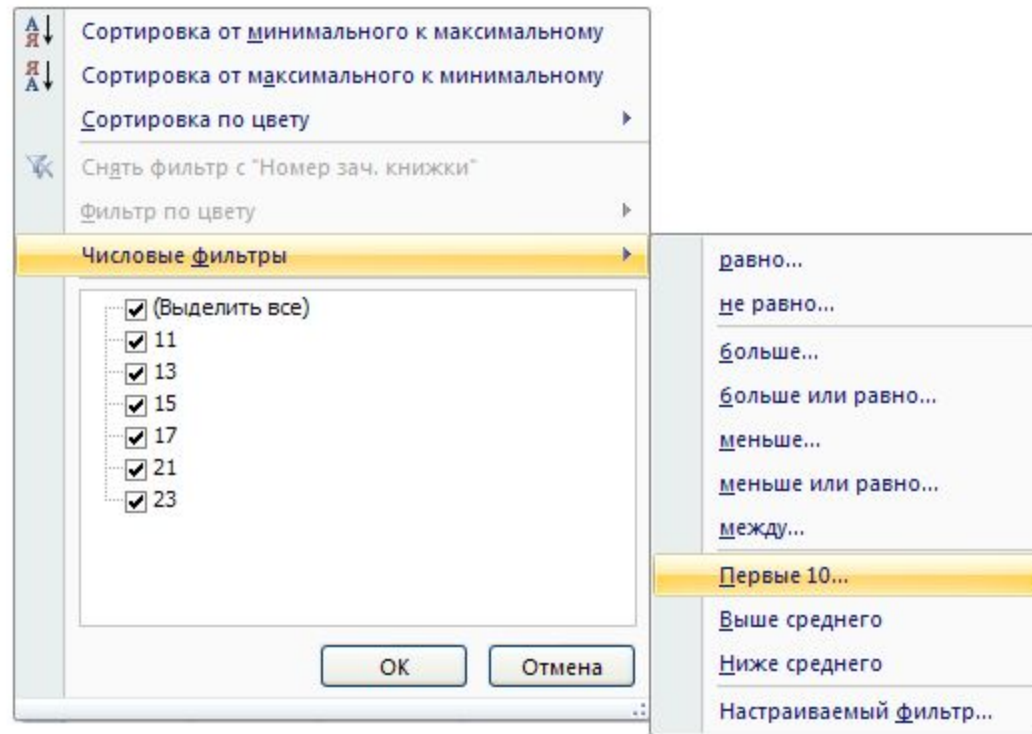 Сортировка от минимального к максимальному
Сортировка от максимального к минимальному
Сортировка по цвету
Снять фильтр с "Номер зач. книжки"
Фильтр по цвету
Числовые фильтры
(Выделить все)
11
13
15
17
21
23
ОК
Отмена
равно...
не равно...
больше...
больше или равно...
меньше...
меньше или равно...
между...
Первые 10...
Выше среднего
Ниже среднего
Настраиваемый фильтр...